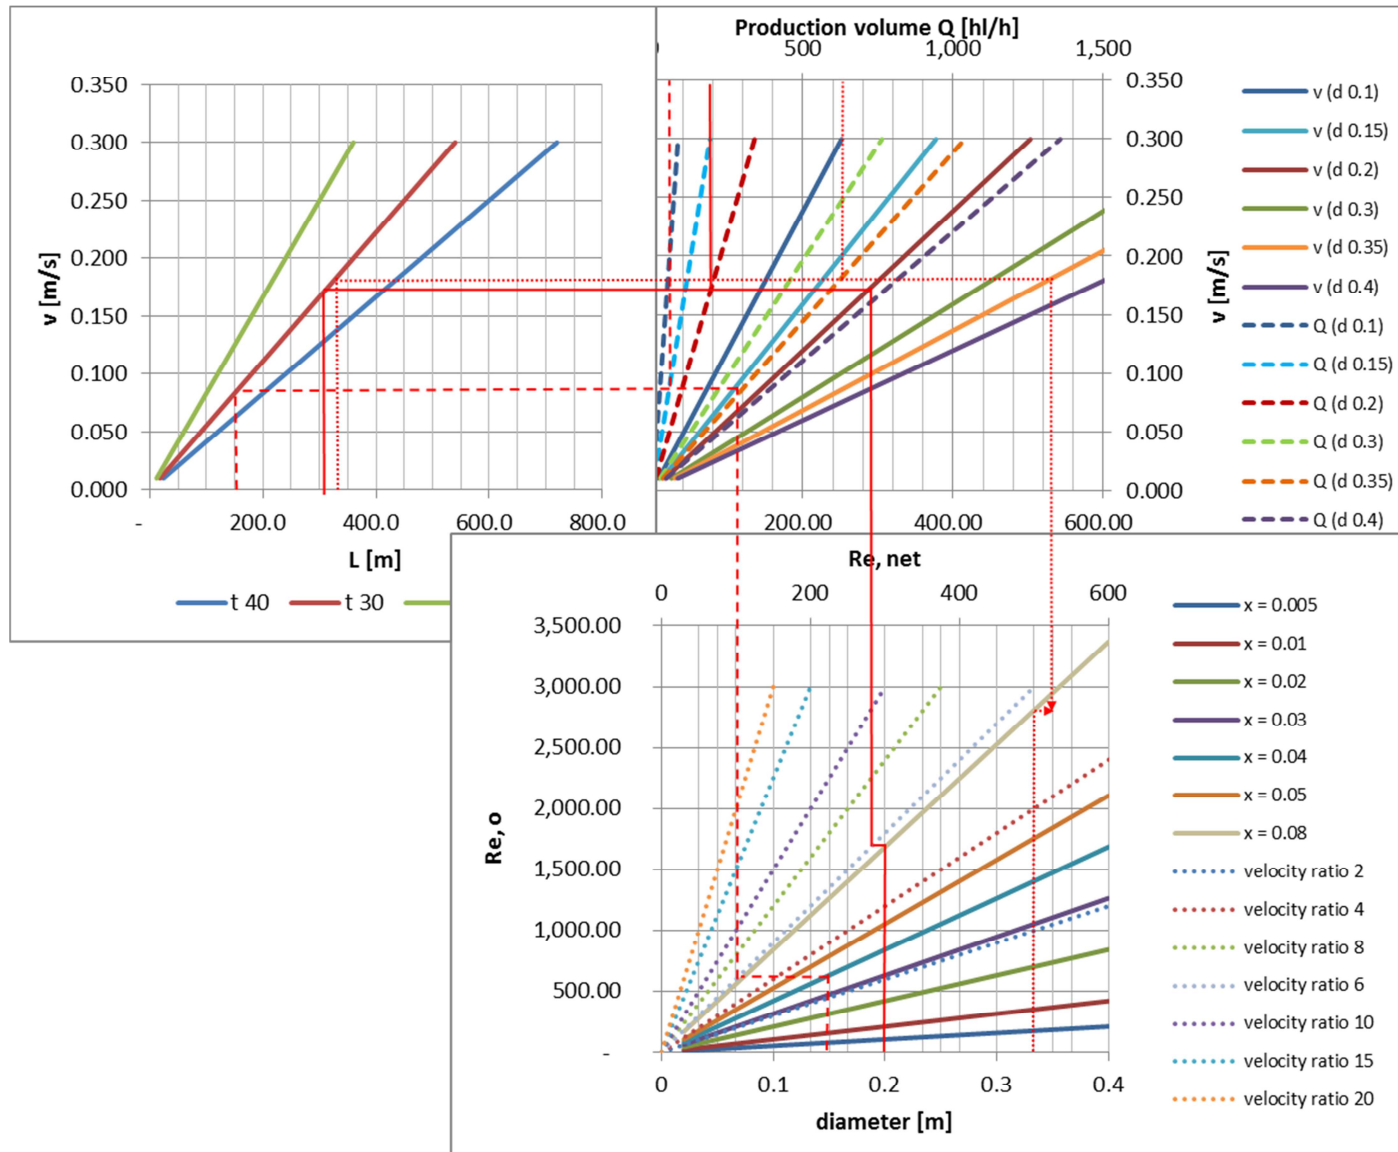 Production volume Q [hl/h]
500 1,000 1,500
0.350
0.300
0.250
0.200
0.150
0.100
0.050
0.000
v [m/s]
- 200.0 400.0 600.0 800.0
L [m]
t 40 t 30
0.350
0.300
0.250
0.200
0.150
0.100
0.050
0.000
v [m/s]
200.00 400.00 600.00
v (d 0.1)
v (d 0.15)
v (d 0.2)
v (d 0.3)
v (d 0.35)
v (d 0.4)
Q (d 0.1)
Q (d 0.15)
Q (d 0.2)
Q (d 0.3)
Q (d 0.35)
Q (d 0.4)
Re, net
0 200 400 600
3,500.00
3,000.00
2,500.00
2,000.00
1,500.00
1,000.00
500.00
-
Re, o
0 0.1 0.2 0.3 0.4
diameter [m]
x = 0.005
x = 0.01
x = 0.02
x = 0.03
x = 0.04
x = 0.05
x = 0.08
velocity ratio 2
velocity ratio 4
velocity ratio 8
velocity ratio 6
velocity ratio 10
velocity ratio 15
velocity ratio 20